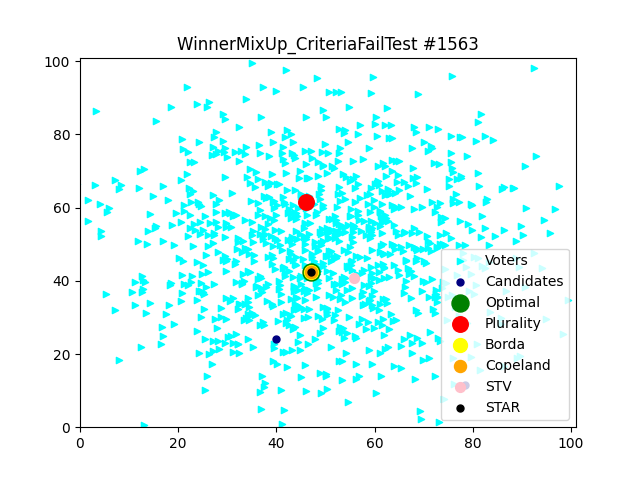 WinnerMixUp_CriteriaFailTest #1563
100
80
60
40
20
0
0
20
40
60
80
100
Voters
Candidates
Optimal
Plurality
Borda
Copeland
STV
STAR